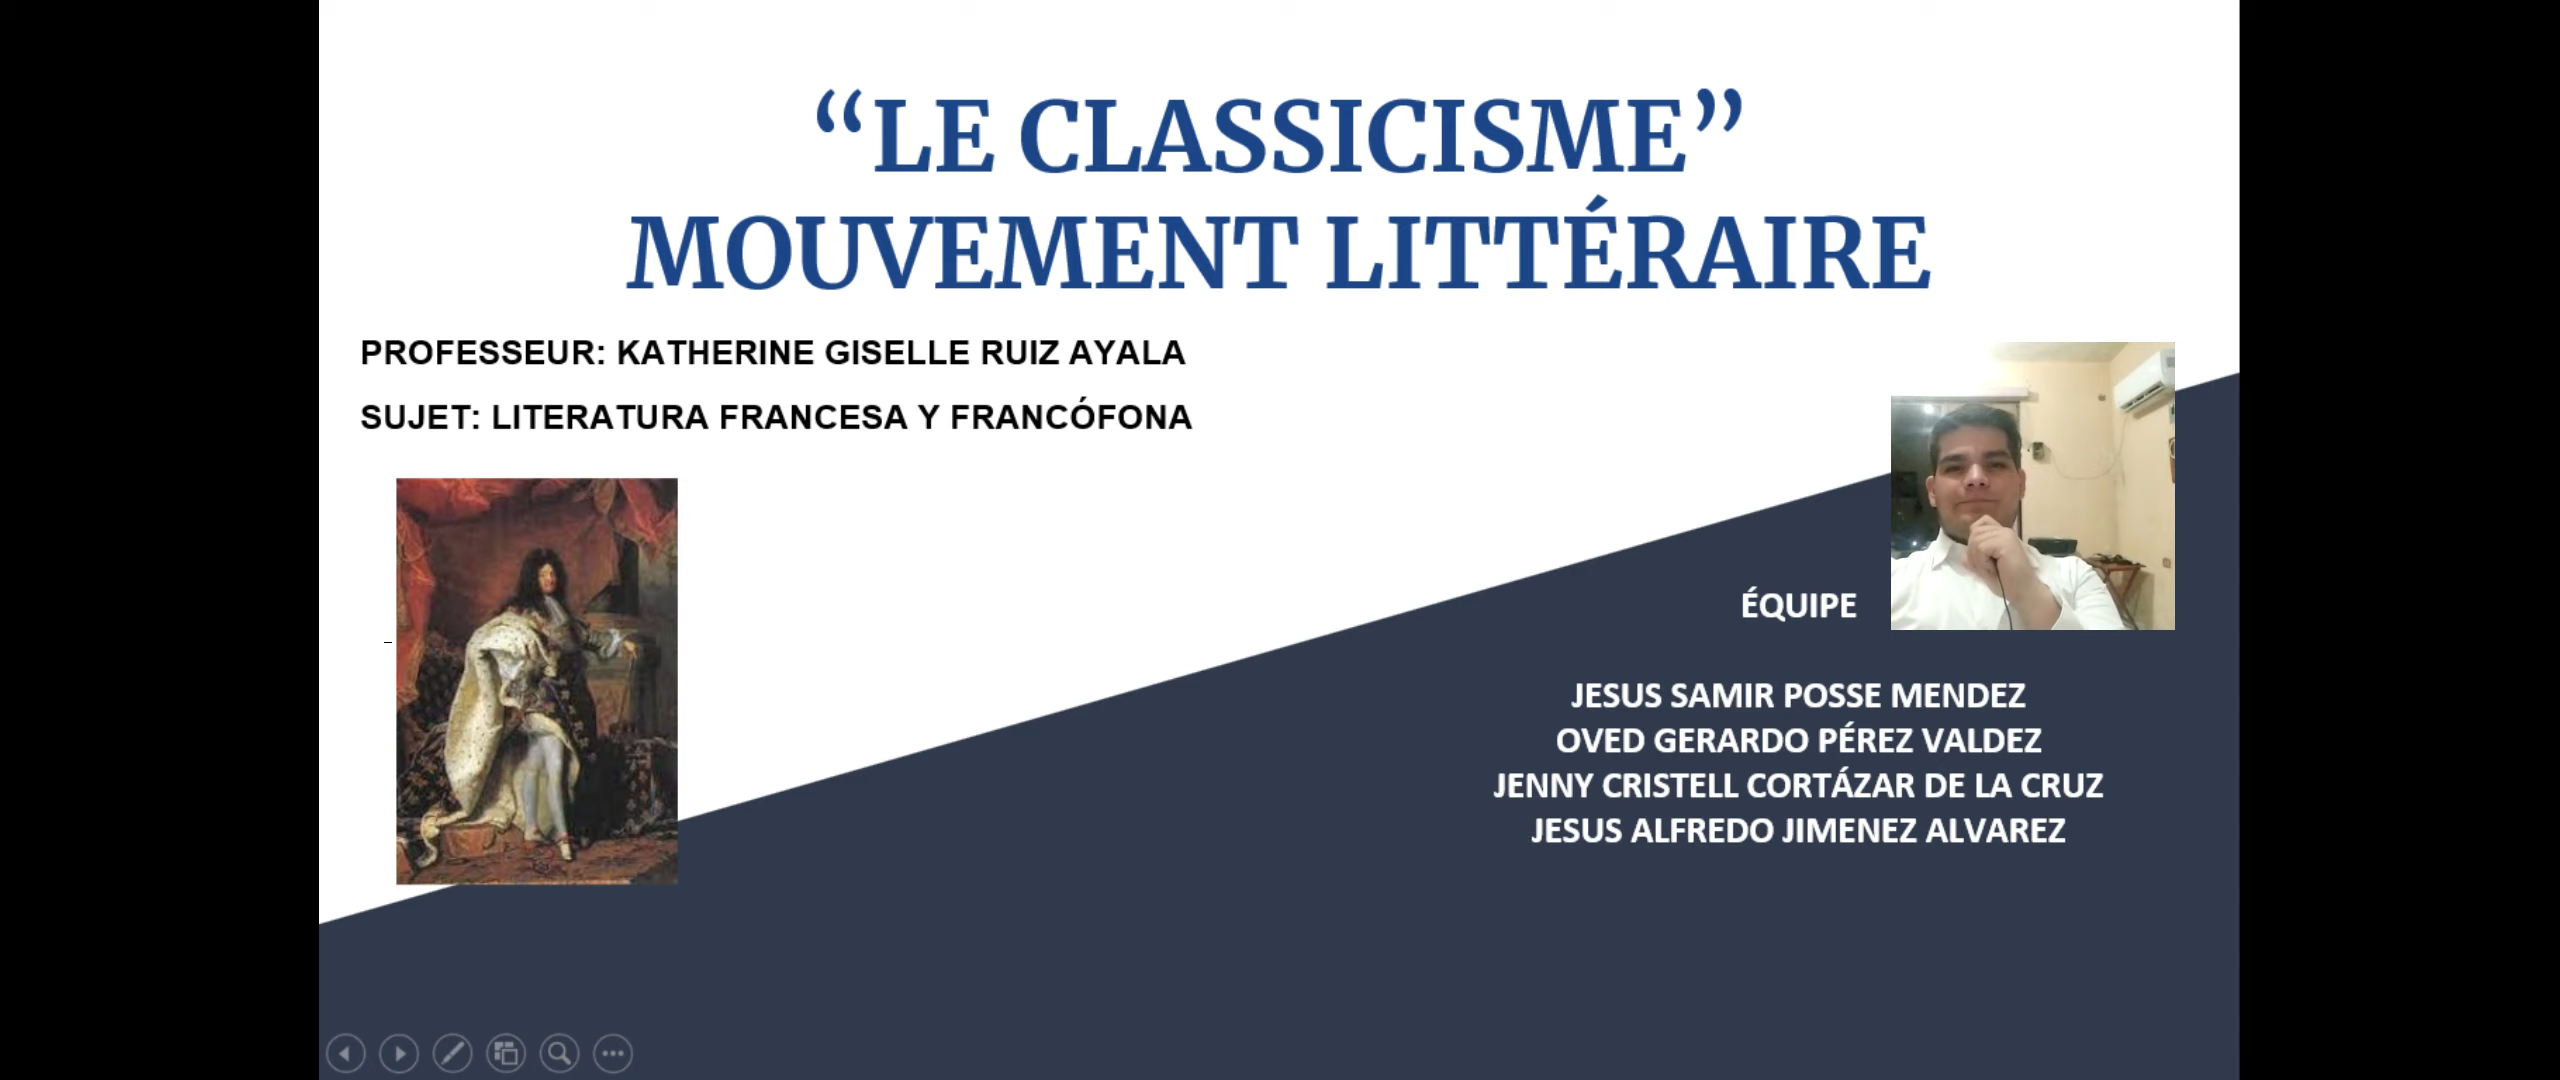 “LE CLASSICISME”
MOUVEMENT LITTÉRAIRE
PROFESSEUR: KATHERINE GISELLE RUIZ AYALA
SUJET: LITERATURA FRANCESA Y FRANCÓFONA
ÉQUIPE
JESUS SAMIR POSSE MENDEZ
OVED GERARDO PÉREZ VALDEZ
JENNY CRISTELL CORTÁZAR DE LA CRUZ
JESUS ALFREDO JIMENEZ ALVAREZ